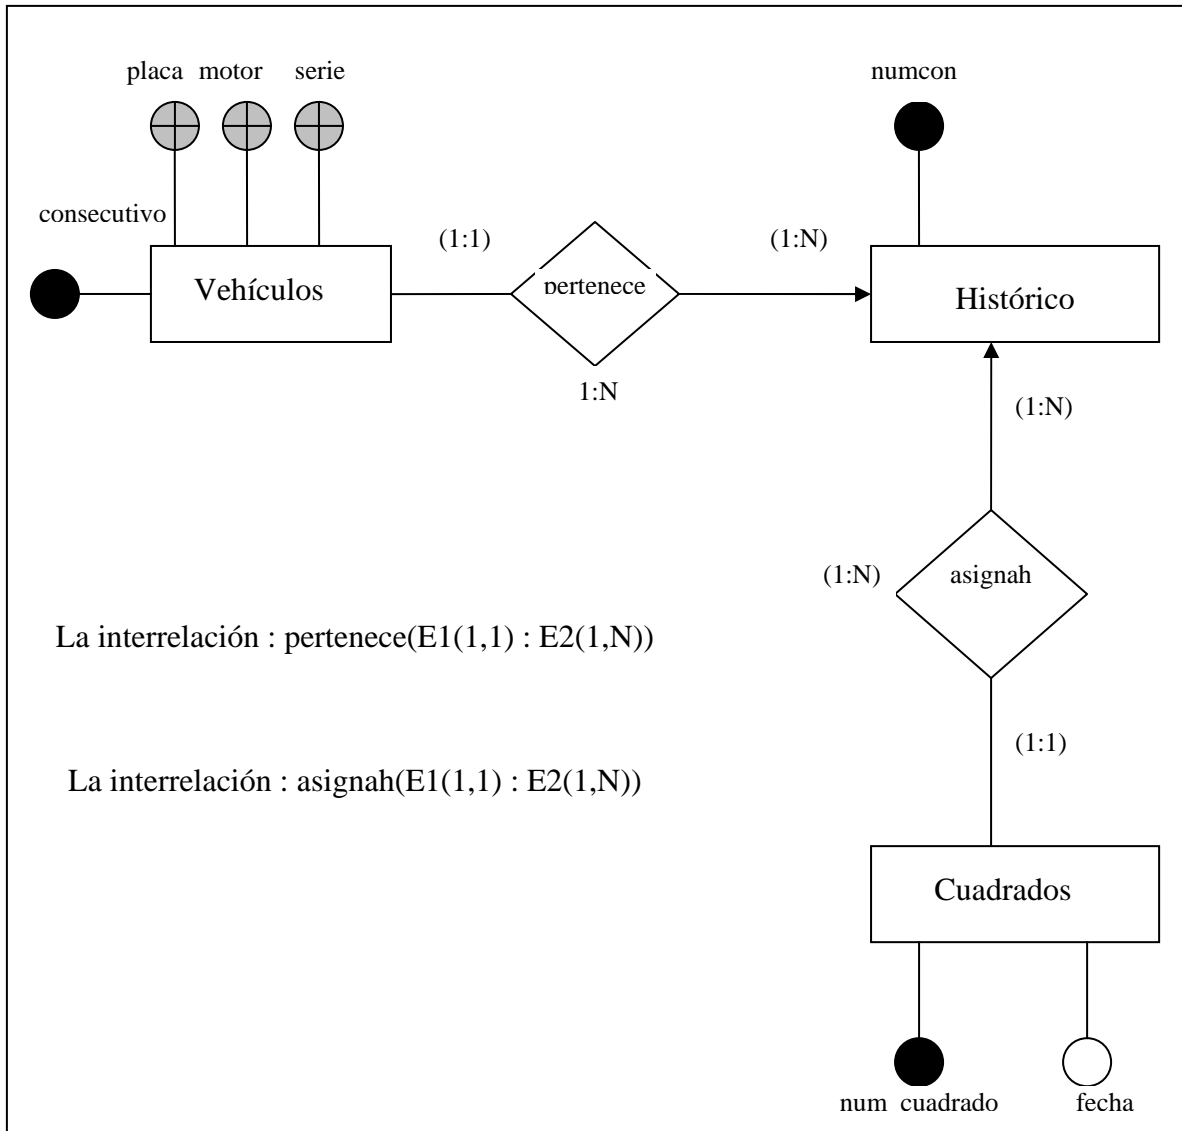 placa motor serie numcon
consecutivo
(1:1) (1:N)
Vehículos pertenece Histórico
1:N
(1:N)
(1:N) asignah
La interrelación : pertenece(E1(1,1) : E2(1,N))
(1:1)
La interrelación : asignah(E1(1,1) : E2(1,N))
Cuadrados
num cuadrado fecha